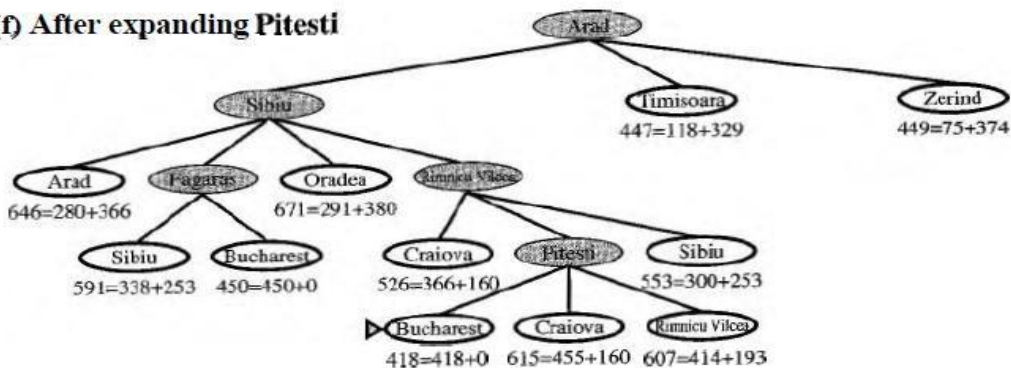 f) After expanding Pitesti
Arad
Sibiu
Timisoara
447=118+329
Zerind
449=75+374
Arad
646=280+366
Fagaras
Oradea
671=291+380
Rimnicu Vilcea
Sibiu
591=338+253
Bucharest
450=450+0
Craiova
526=366+160
Pitesti
Sibiu
553=300+253
Bucharest
418=418+0
Craiova
615=455+160
Rimnicu Vilcea
607=414+193